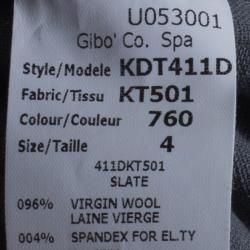 U053001
Gibo' Co. Spa
Style/Modele KDT411D
Fabric/Tissu KT501
Colour/Couleur 760
Size/Taille 4
411DKT501
SLATE
096% VIRGIN WOOL
LAINE VIERGE
004% SPANDEX FOR EL.TY